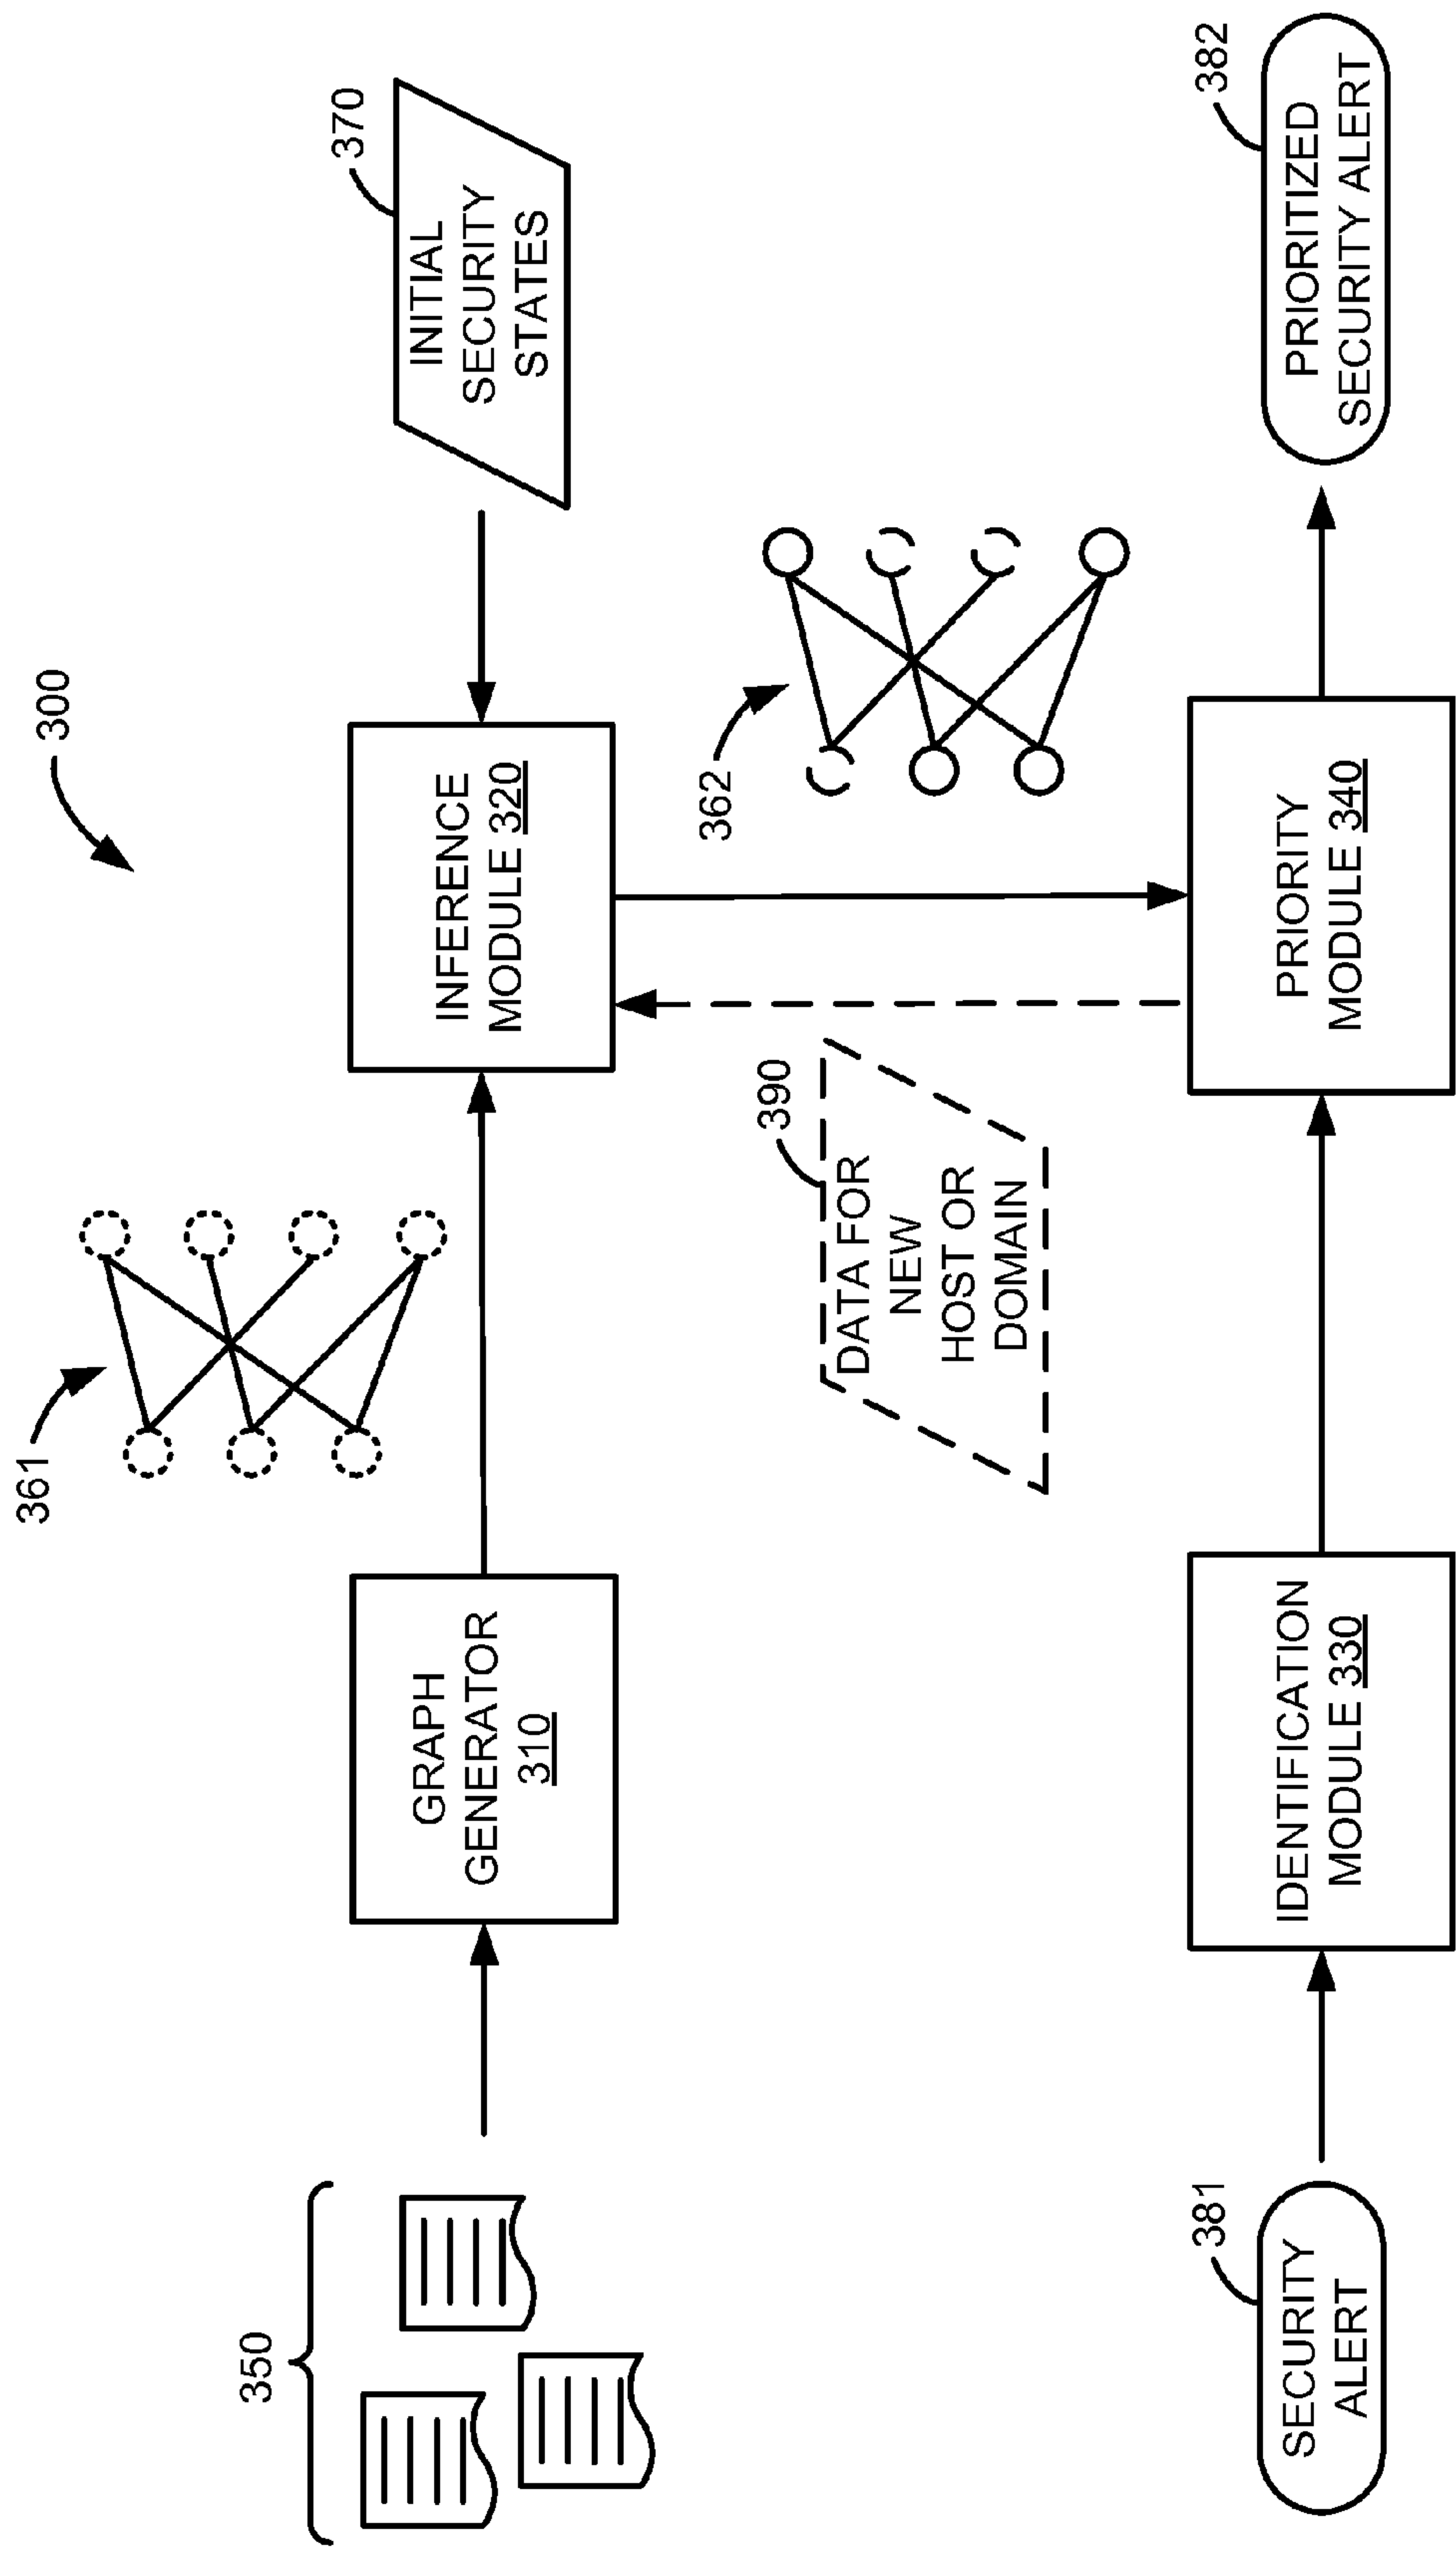 300
361
370
350
GRAPH
GENERATOR
310
INFERENCE
MODULE 320
INITIAL
SECURITY
STATES
390
DATA FOR
NEW
HOST OR
DOMAIN
362
381
SECURITY
ALERT
IDENTIFICATION
MODULE 330
PRIORITY
MODULE 340
382
PRIORITIZED
SECURITY ALERT